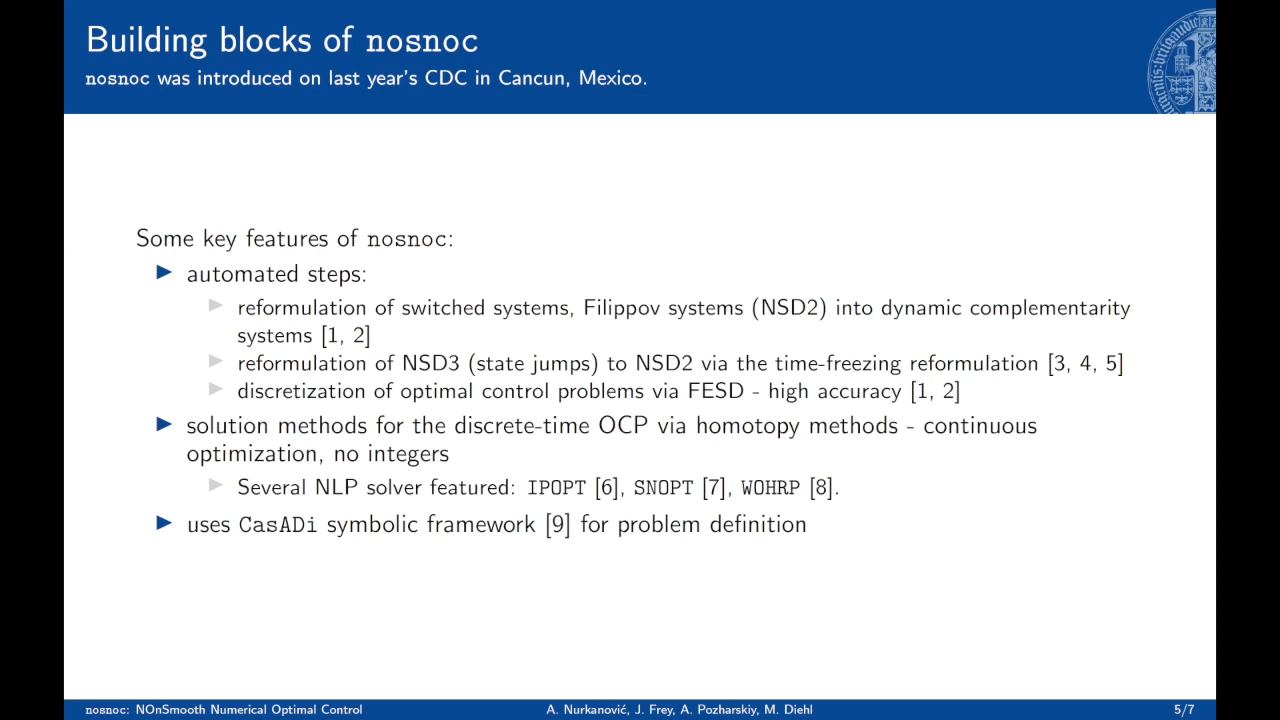 Building blocks of nosnoc
nosnoc was introduced on last year's CDC in Cancun, Mexico.
Some key features of nosnoc:
automated steps:
reformulation of switched systems, Filippov systems (NSD2) into dynamic complementarity
systems [1, 2]
reformulation of NSD3 (state jumps) to NSD2 via the time-freezing reformulation [3, 4, 5]
discretization of optimal control problems via FESD - high accuracy [1, 2]
solution methods for the discrete-time OCP via homotopy methods - continuous
optimization, no integers
Several NLP solver featured: IPOPT [6], SNOPT [7], WOHRP [8].
uses CasADi symbolic framework [9] for problem definition
nosnoc: NOnSmooth Numerical Optimal Control
A. Nurkanović, J. Frey, A. Pozharskiy, M. Diehl
5/7